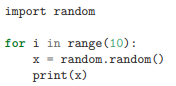 import random

for i in range(10):
    x = random.random()
    print(x)